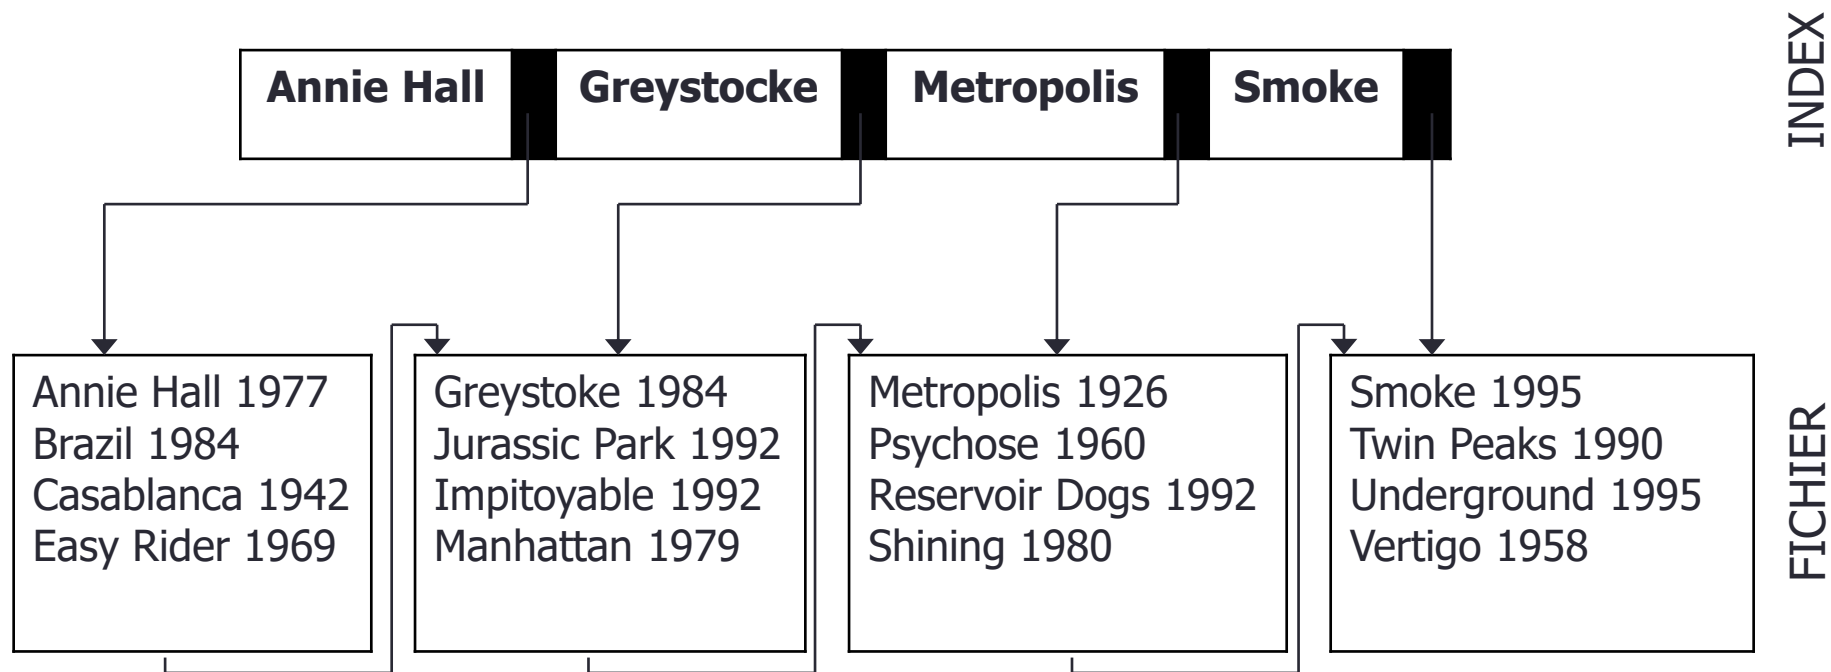 Annie Hall
Greystocke
Metropolis
Smoke
INDEX
Annie Hall 1977
Brazil 1984
Casablanca 1942
Easy Rider 1969
Greystoke 1984
Jurassic Park 1992
Impitoyable 1992
Manhattan 1979
Metropolis 1926
Psychose 1960
Reservoir Dogs 1992
Shining 1980
Smoke 1995
Twin Peaks 1990
Underground 1995
Vertigo 1958
FICHIER